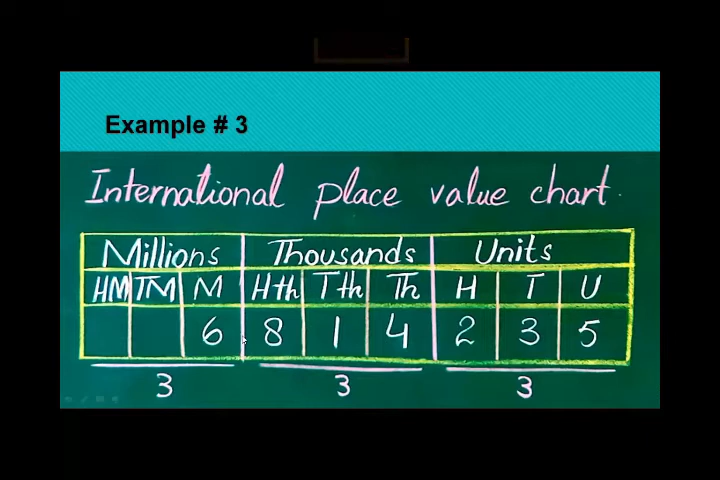 Example # 3
International place value chart.
Millions Thousands Units
HM TM M Hth Tth Th H T U
6 8 1 4 2 3 5
3 3 3